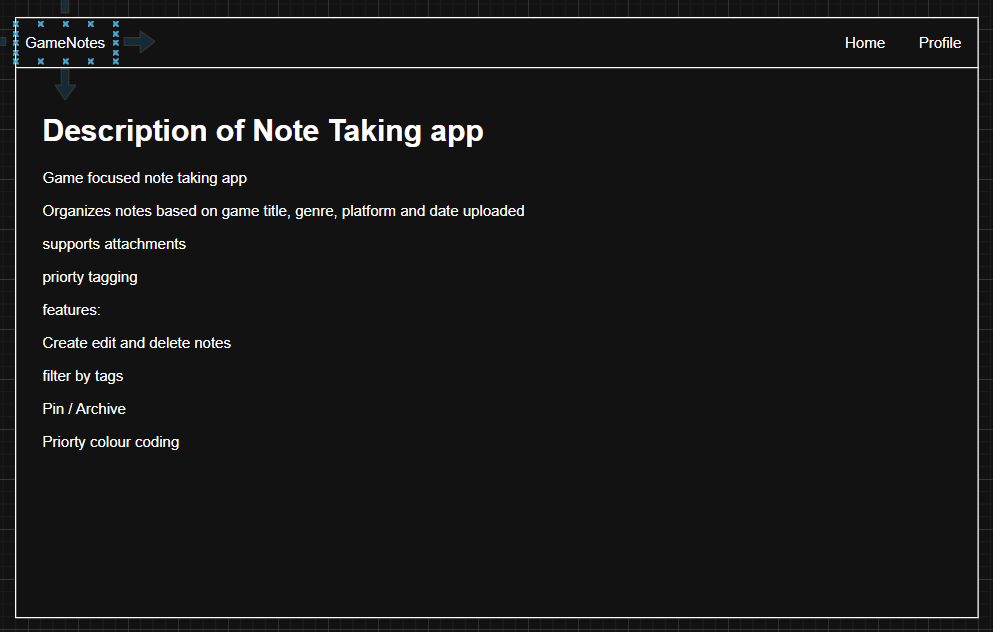 GameNotes
Home
Profile
Description of Note Taking app
Game focused note taking app
Organizes notes based on game title, genre, platform and date uploaded
supports attachments
priorty tagging
features:
Create edit and delete notes
filter by tags
Pin / Archive
Priorty colour coding